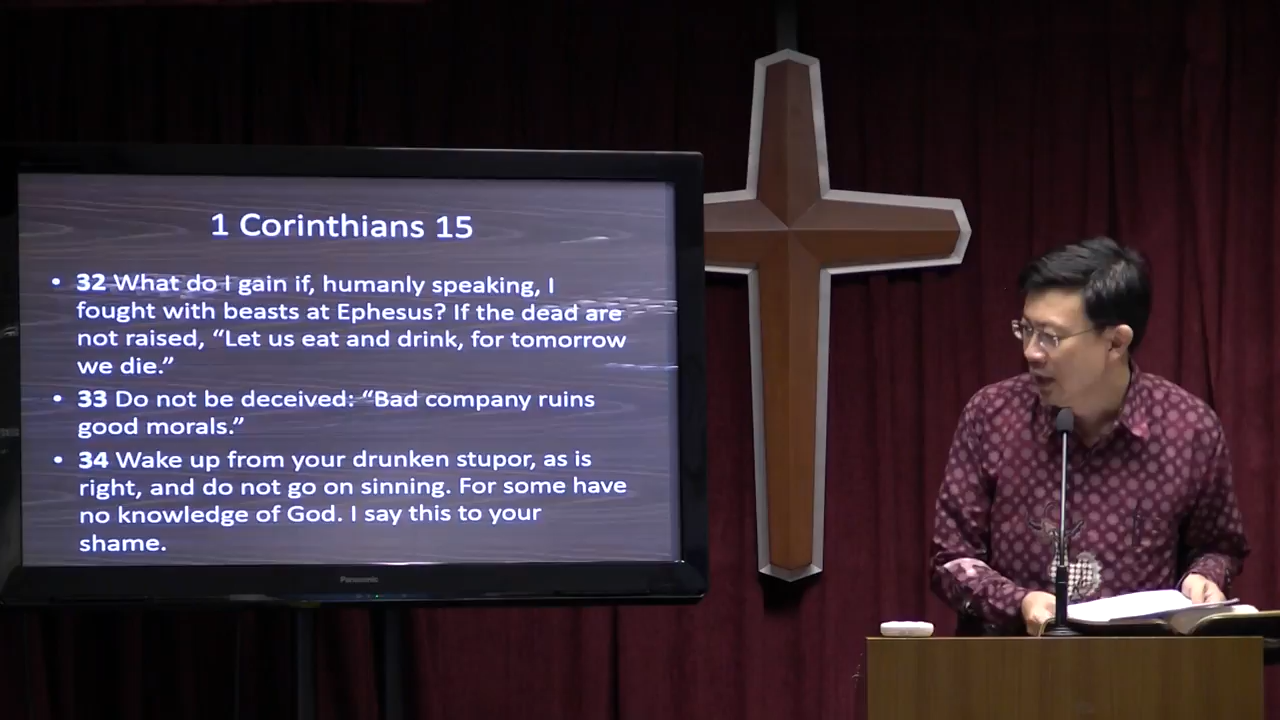 1 Corinthians 15
• 32 What do I gain if, humanly speaking, I
fought with beasts at Ephesus? If the dead are
not raised, “Let us eat and drink, for tomorrow
we die.”
• 33 Do not be deceived: “Bad company ruins
good morals.”
• 34 Wake up from your drunken stupor, as is
right, and do not go on sinning. For some have
no knowledge of God. I say this to your
shame.
Panasonic